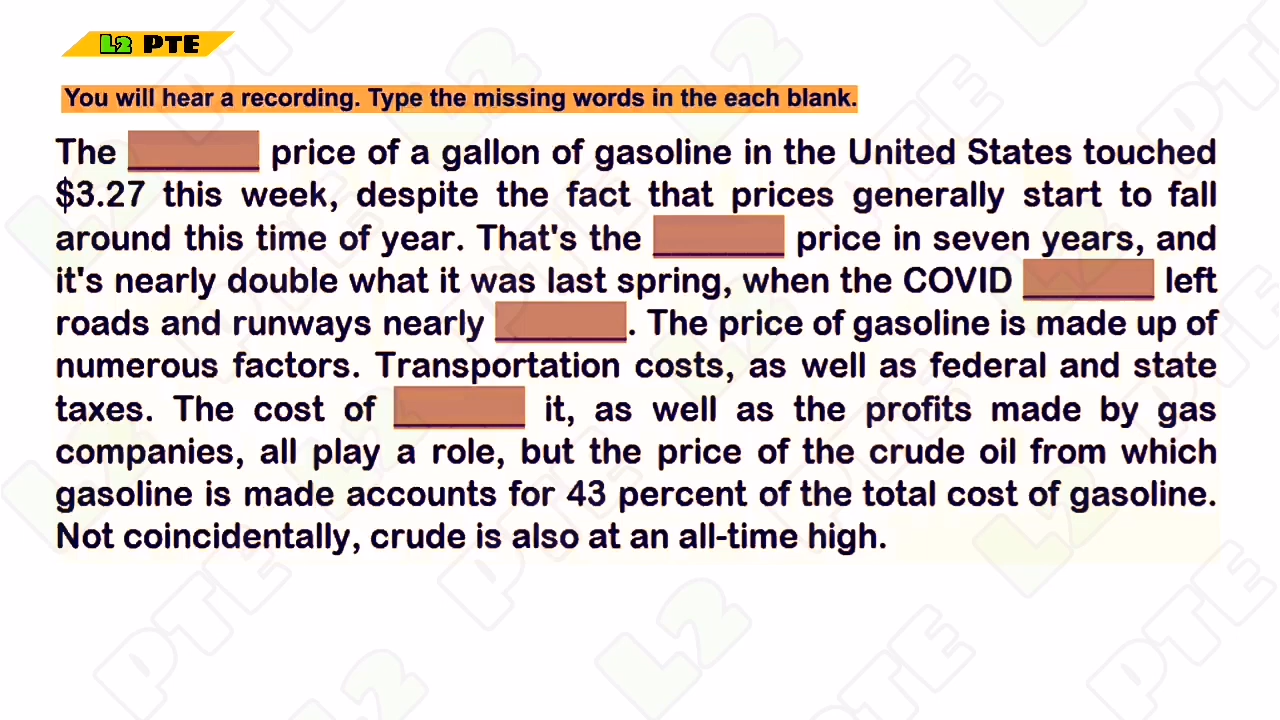 L2 PTE
You will hear a recording. Type the missing words in the each blank.
The price of a gallon of gasoline in the United States touched
$3.27 this week, despite the fact that prices generally start to fall
around this time of year. That's the price in seven years, and
it's nearly double what it was last spring, when the COVID left
roads and runways nearly . The price of gasoline is made up of
numerous factors. Transportation costs, as well as federal and state
taxes. The cost of it, as well as the profits made by gas
companies, all play a role, but the price of the crude oil from which
gasoline is made accounts for 43 percent of the total cost of gasoline.
Not coincidentally, crude is also at an all-time high.